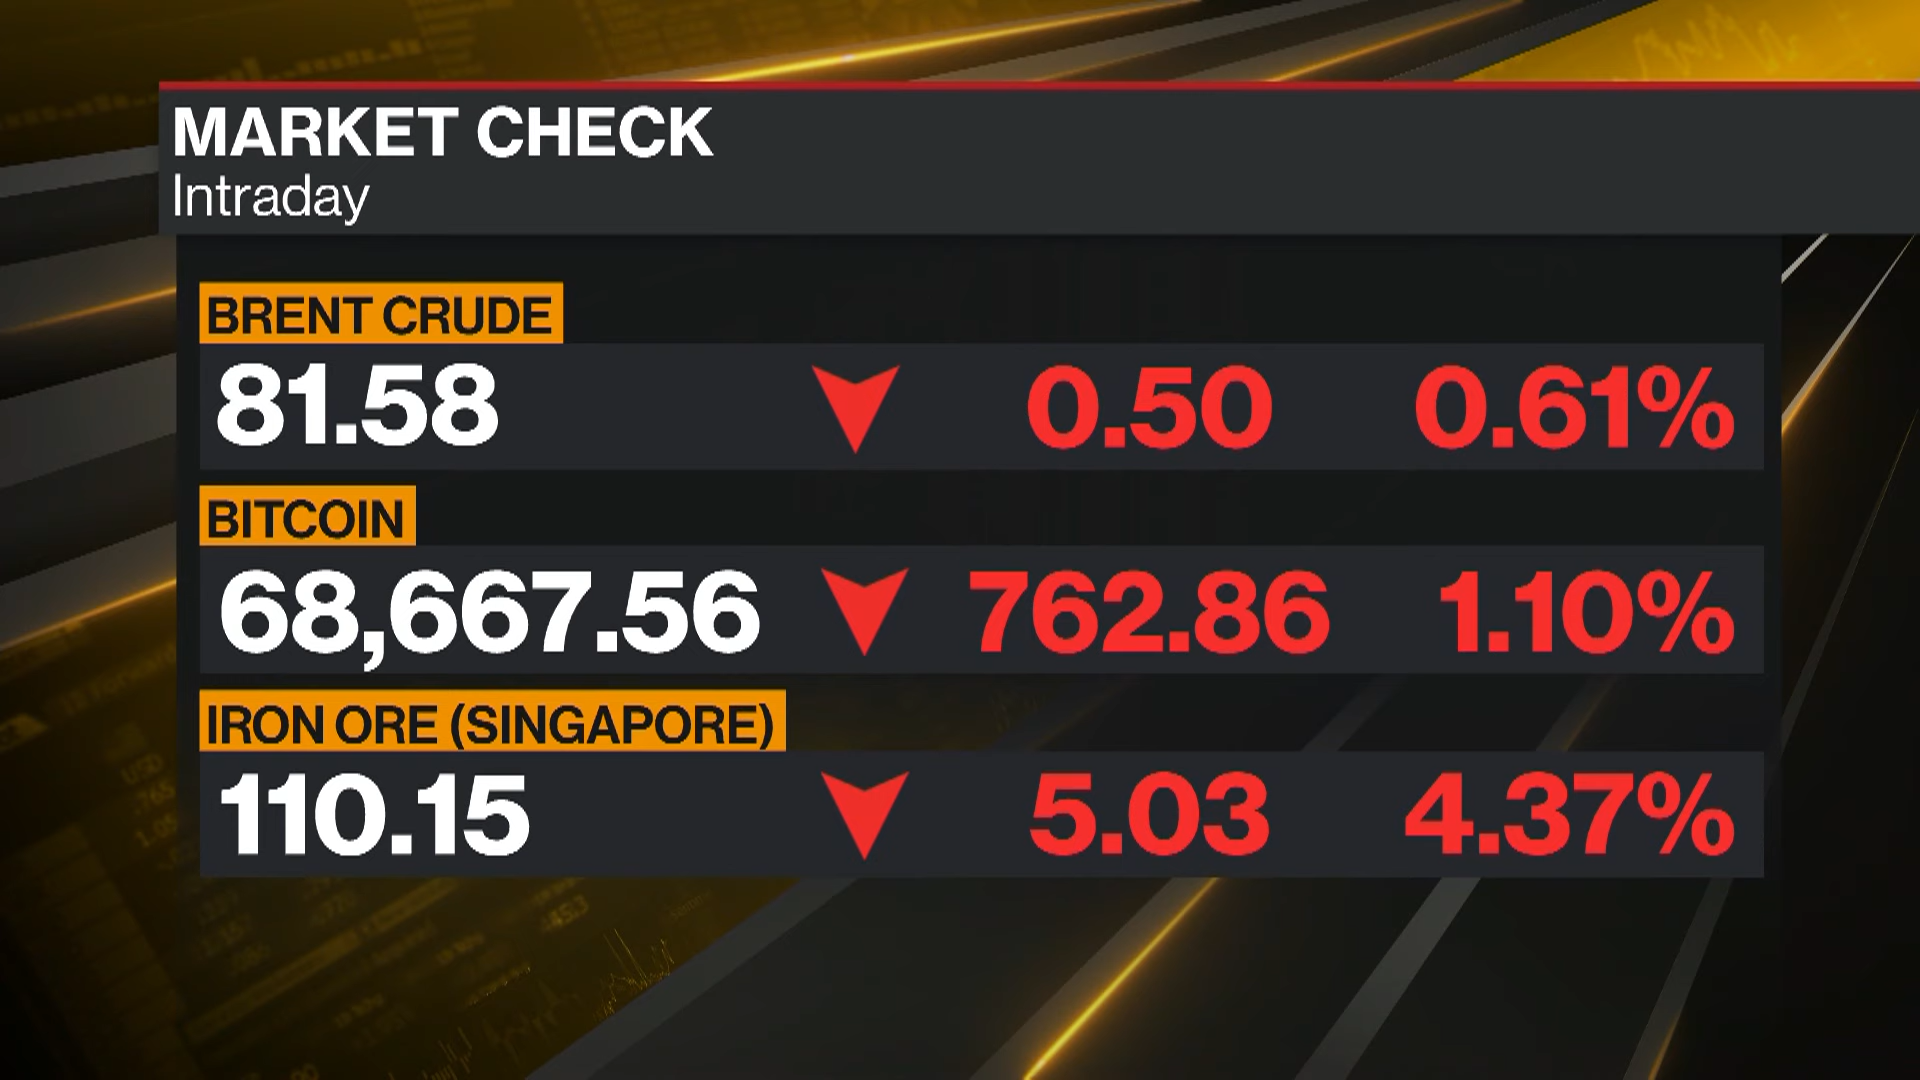 MARKET CHECK
Intraday
BRENT CRUDE
81.58 0.50 0.61%
BITCOIN
68,667.56 762.86 1.10%
IRON ORE (SINGAPORE)
110.15 5.03 4.37%